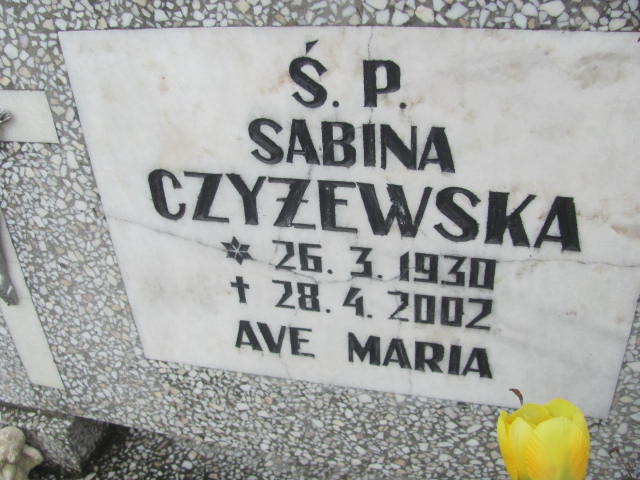 Ś. P.
SABINA
CZYŻEWSKA
* 26. 3. 1930
† 28. 4. 2002
AVE MARIA